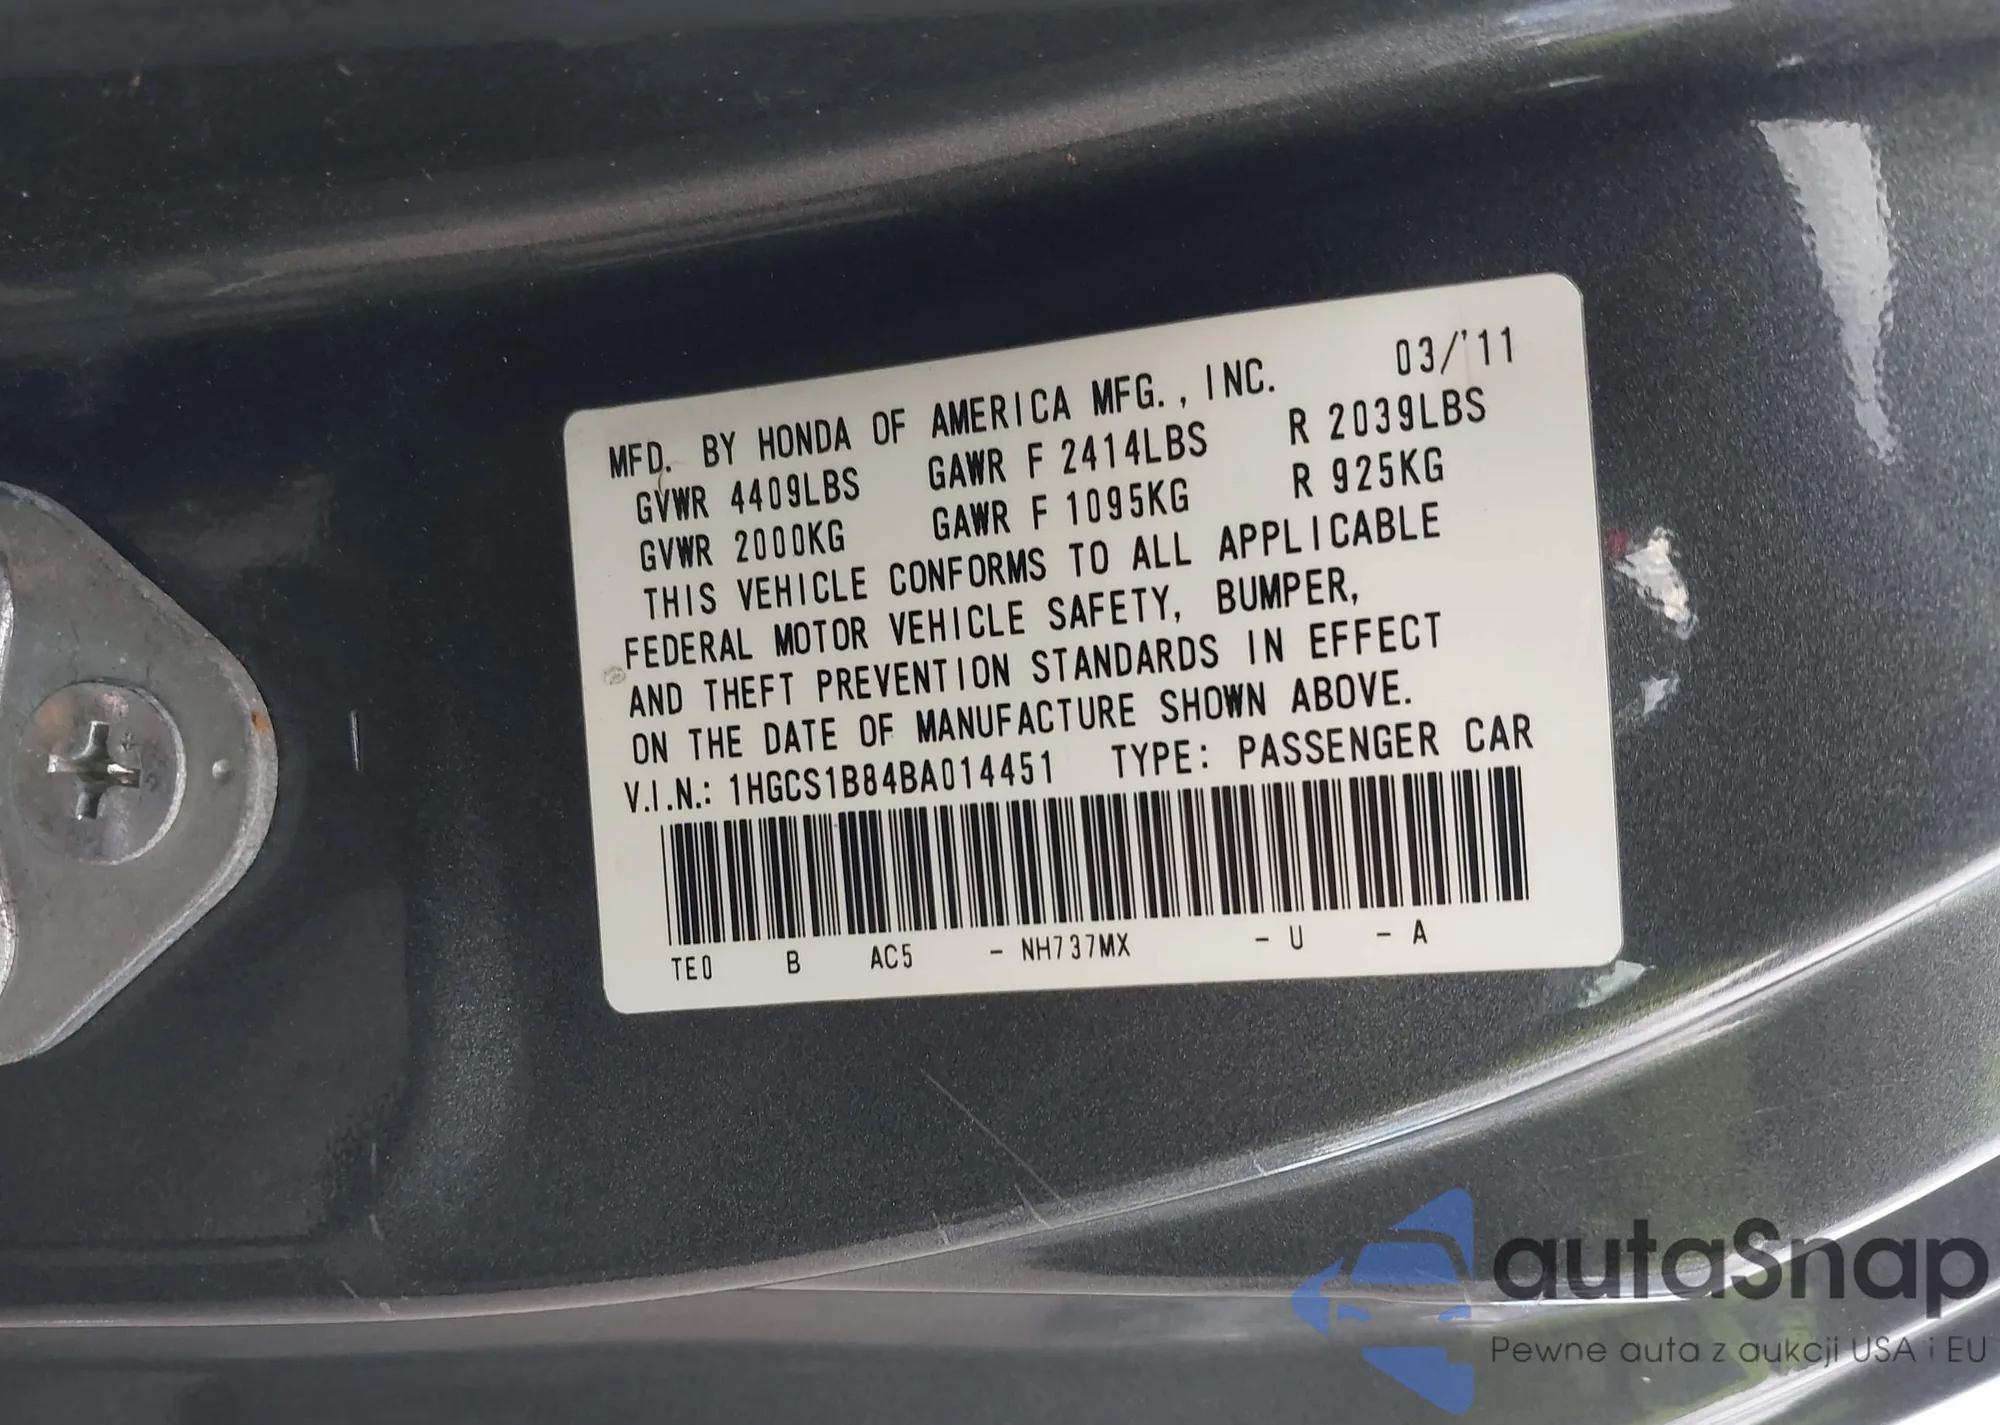 MFD. BY HONDA OF AMERICA MFG., INC. 03/'11
GVWR 4409LBS GAWR F 2414LBS R 2039LBS
GVWR 2000KG GAWR F 1095KG R 925KG
THIS VEHICLE CONFORMS TO ALL APPLICABLE
FEDERAL MOTOR VEHICLE SAFETY, BUMPER,
AND THEFT PREVENTION STANDARDS IN EFFECT
ON THE DATE OF MANUFACTURE SHOWN ABOVE.
V.I.N.: 1HGCS1B84BA014451 TYPE: PASSENGER CAR
TE0 B AC5 - NH737MX - U - A
autaSnap
Pewne auta z aukcji USA i EU